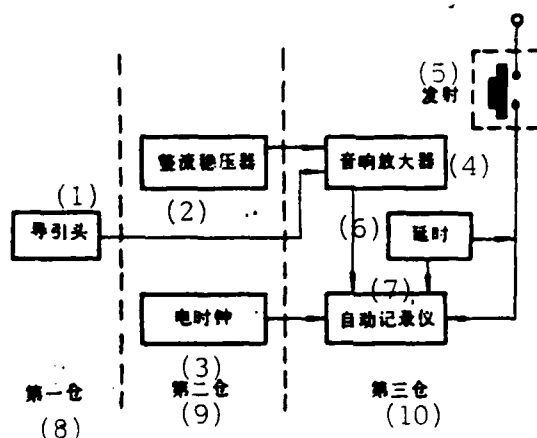 (5)
发时
整流稳压器
音响放大器
(4)
(1)
(2)
导引头
(6)
延时
(7)
电时钟
自动记录仪
(3)
第一仓
第二仓
第三仓
(8)
(9)
(10)